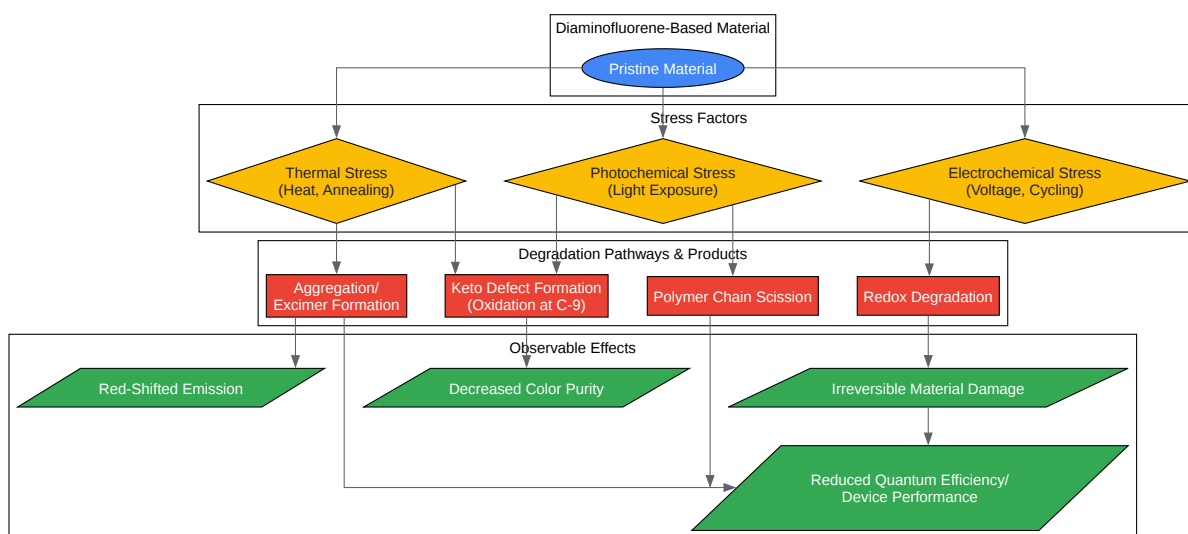 Diaminofluorene-Based Material
Pristine Material
Stress Factors
Thermal Stress
(Heat, Annealing)
Photochemical Stress
(Light Exposure)
Electrochemical Stress
(Voltage, Cycling)
Degradation Pathways & Products
Aggregation/
Excimer Formation
Keto Defect Formation
(Oxidation at C-9)
Polymer Chain Scission
Redox Degradation
Observable Effects
Red-Shifted Emission
Decreased Color Purity
Irreversible Material Damage
Reduced Quantum Efficiency/
Device Performance